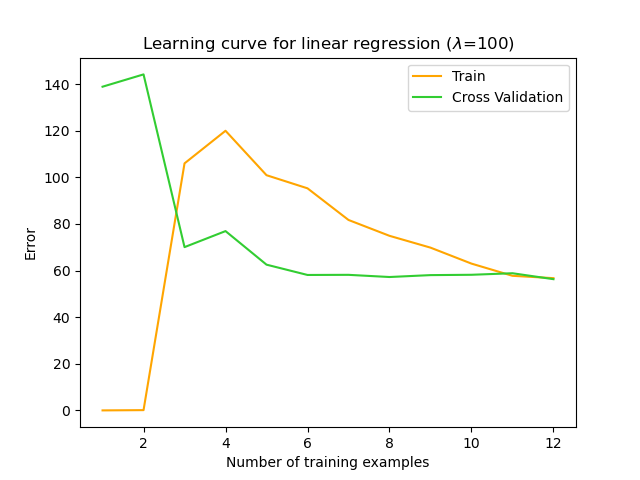 Learning curve for linear regression (λ=100)
Train
Cross Validation
140
120
100
80
60
40
20
0
Error
2 4 6 8 10 12
Number of training examples